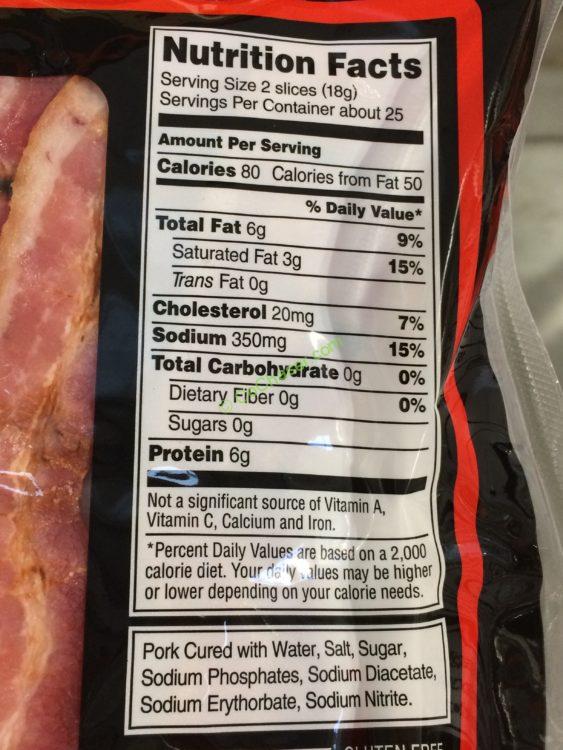 Nutrition Facts
Serving Size 2 slices (18g)
Servings Per Container about 25
Amount Per Serving
Calories 80 Calories from Fat 50
% Daily Value*
Total Fat 6g 9%
Saturated Fat 3g 15%
Trans Fat 0g
Cholesterol 20mg 7%
Sodium 350mg 15%
Total Carbohydrate 0g 0%
Dietary Fiber 0g 0%
Sugars 0g
Protein 6g
Not a significant source of Vitamin A,
Vitamin C, Calcium and Iron.
*Percent Daily Values are based on a 2,000
calorie diet. Your daily values may be higher
or lower depending on your calorie needs.
Pork Cured with Water, Salt, Sugar,
Sodium Phosphates, Sodium Diacetate,
Sodium Erythorbate, Sodium Nitrite.
GLUTEN FREE